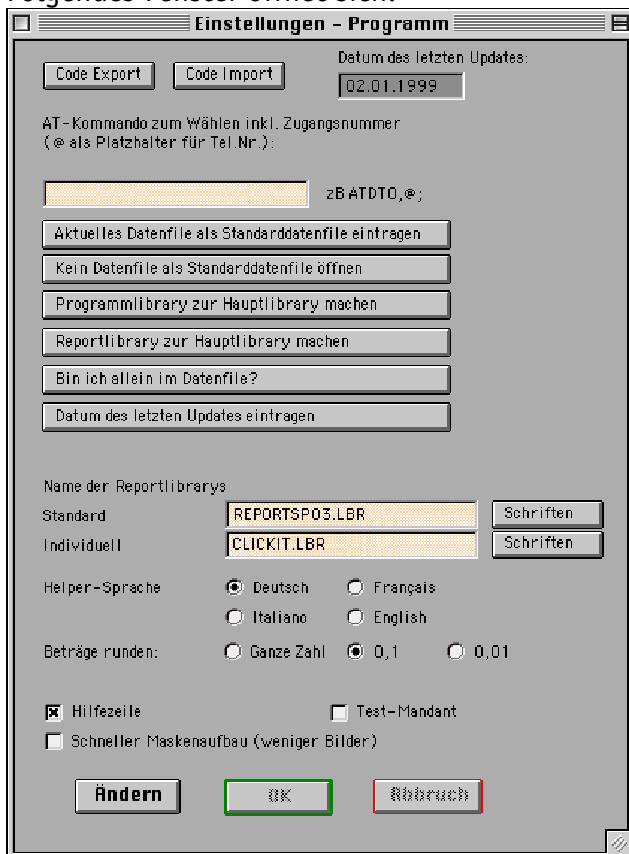 Folgendes Fenster öffnet sich:
Einstellungen - Programm
Code Export
Code Import
Datum des letzten Updates:
02.01.1999
AT-Kommando zum Wählen inkl. Zugangsnummer
(@ als Platzhalter für Tel.Nr.):
zB ATDT0,@;
Aktuelles Datenfile als Standarddatenfile eintragen
Kein Datenfile als Standarddatenfile öffnen
Programmlibrary zur Hauptlibrary machen
Reportlibrary zur Hauptlibrary machen
Bin ich allein im Datenfile?
Datum des letzten Updates eintragen
Name der Reportlibrarys
Standard REPORTSP03.LBR Schriften
Individuell CLICKIT.LBR Schriften
Helper-Sprache Deutsch Français
Italiano English
Beträge runden: Ganze Zahl 0,1 0,01
Hilfezeile Test-Mandant
Schneller Maskenaufbau (weniger Bilder)
Ändern OK Abbruch